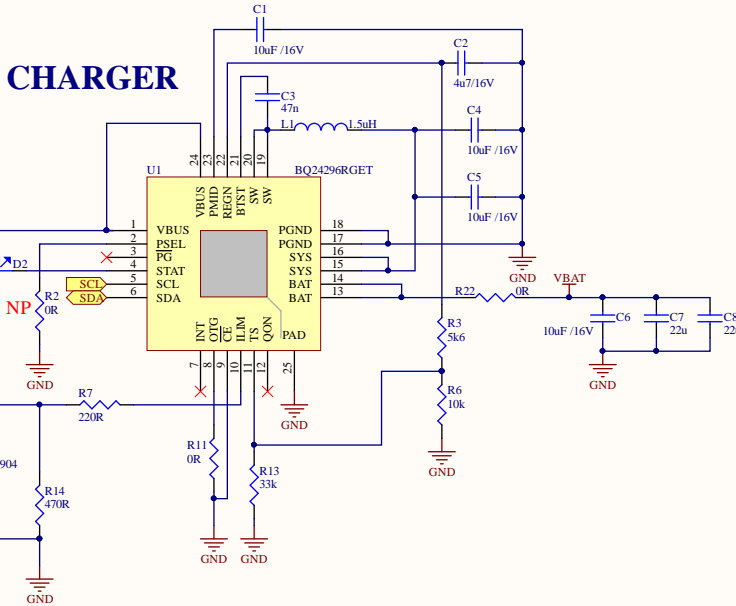 C1
10uF /16V
C2
4u7/16V
CHARGER
C3
47n
L1
1.5uH
C4
10uF /16V
U1
BQ24296RGET
24
23
22
21
20
19
VBUS
PMID
REGN
BTST
SW
SW
C5
10uF /16V
1 VBUS
2 PSEL
3 PG
4 STAT
5 SCL
6 SDA
PGND 18
PGND 17
SYS 16
SYS 15
BAT 14
BAT 13
GND
D2
SCL
SDA
NP
R2
0R
GND
R22
0R
VBAT
10uF /16V
C6
C7
22u
C8
INT
OTG
CE
ILIM
TS
QON
PAD
7
8
9
10
11
12
25
GND
R3
5k6
GND
R6
10k
GND
R7
220R
R11
0R
904
R13
33k
R14
470R
GND
GND
GND